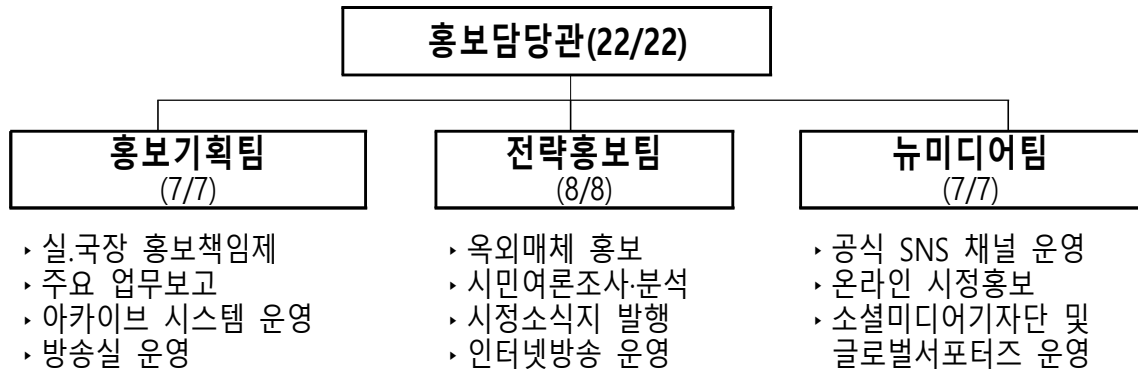 홍보담당관(22/22)
홍보기획팀
(7/7)
전략홍보팀
(8/8)
뉴미디어팀
(7/7)
‣ 실.국장 홍보책임제
‣ 주요 업무보고
‣ 아카이브 시스템 운영
‣ 방송실 운영
‣ 옥외매체 홍보
‣ 시민여론조사·분석
‣ 시정소식지 발행
‣ 인터넷방송 운영
‣ 공식 SNS 채널 운영
‣ 온라인 시정홍보
‣ 소셜미디어기자단 및
글로벌서포터즈 운영